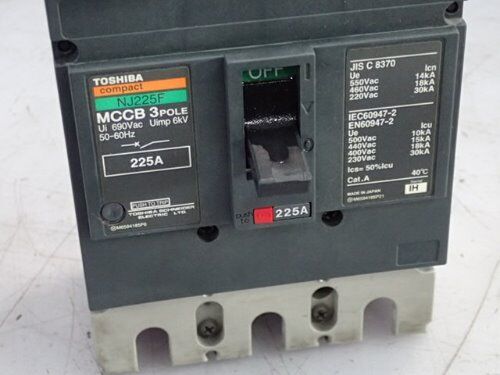 TOSHIBA
compact
NJ225F
MCCB 3POLE
Ui 690Vac Uimp 6kV
50-60Hz
225A
PUSH TO TRIP
TOSHIBA SCHNEIDER
ELECTRIC LTD.
OFF
PUSH
TO
225A
JIS C 8370
Ue Icn
550Vac 14kA
460Vac 18kA
220Vac 30kA
IEC60947-2
EN60947-2
Ue Icu
500Vac 10kA
440Vac 15kA
400Vac 18kA
230Vac 30kA
Ics= 50%Icu
Cat.A 40°C
MADE IN JAPAN IH